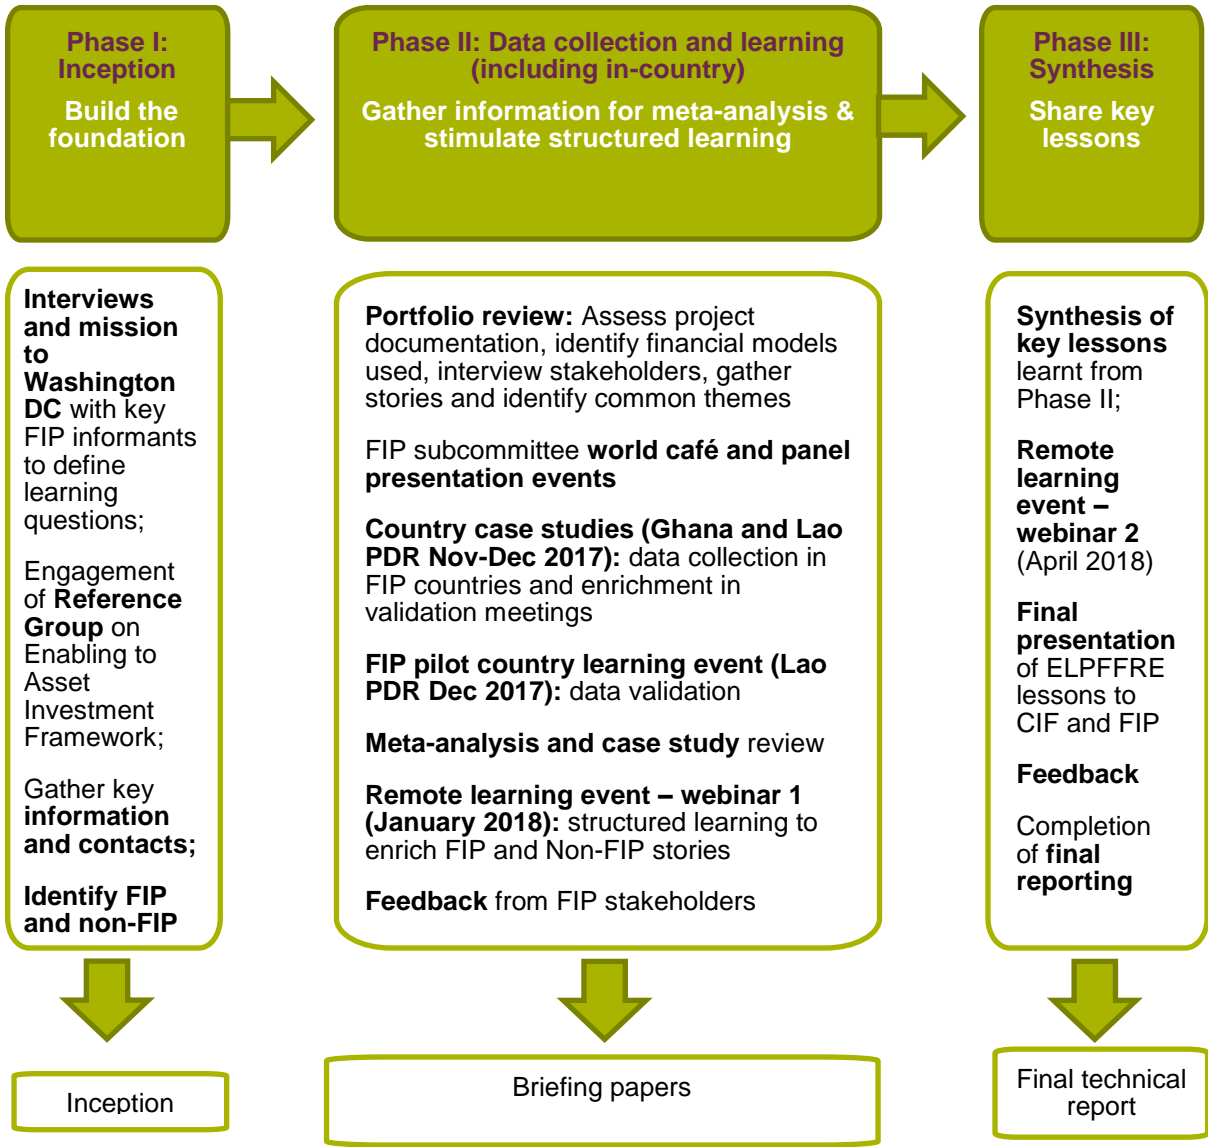 Phase I:
Inception
Build the
foundation
Phase II: Data collection and learning
(including in-country)
Gather information for meta-analysis &
stimulate structured learning
Phase III:
Synthesis
Share key
lessons
Interviews
and mission
to
Washington
DC with key
FIP informants
to define
learning
questions;
Engagement
of Reference
Group on
Enabling to
Asset
Investment
Framework;
Gather key
information
and contacts;
Identify FIP
and non-FIP
Portfolio review: Assess project
documentation, identify financial models
used, interview stakeholders, gather
stories and identify common themes
FIP subcommittee world café and panel
presentation events
Country case studies (Ghana and Lao
PDR Nov-Dec 2017): data collection in
FIP countries and enrichment in
validation meetings
FIP pilot country learning event (Lao
PDR Dec 2017): data validation
Meta-analysis and case study review
Remote learning event – webinar 1
(January 2018): structured learning to
enrich FIP and Non-FIP stories
Feedback from FIP stakeholders
Synthesis of
key lessons
learnt from
Phase II;
Remote
learning
event –
webinar 2
(April 2018)
Final
presentation
of ELPFFRE
lessons to
CIF and FIP
Feedback
Completion
of final
reporting
Inception
Briefing papers
Final technical
report